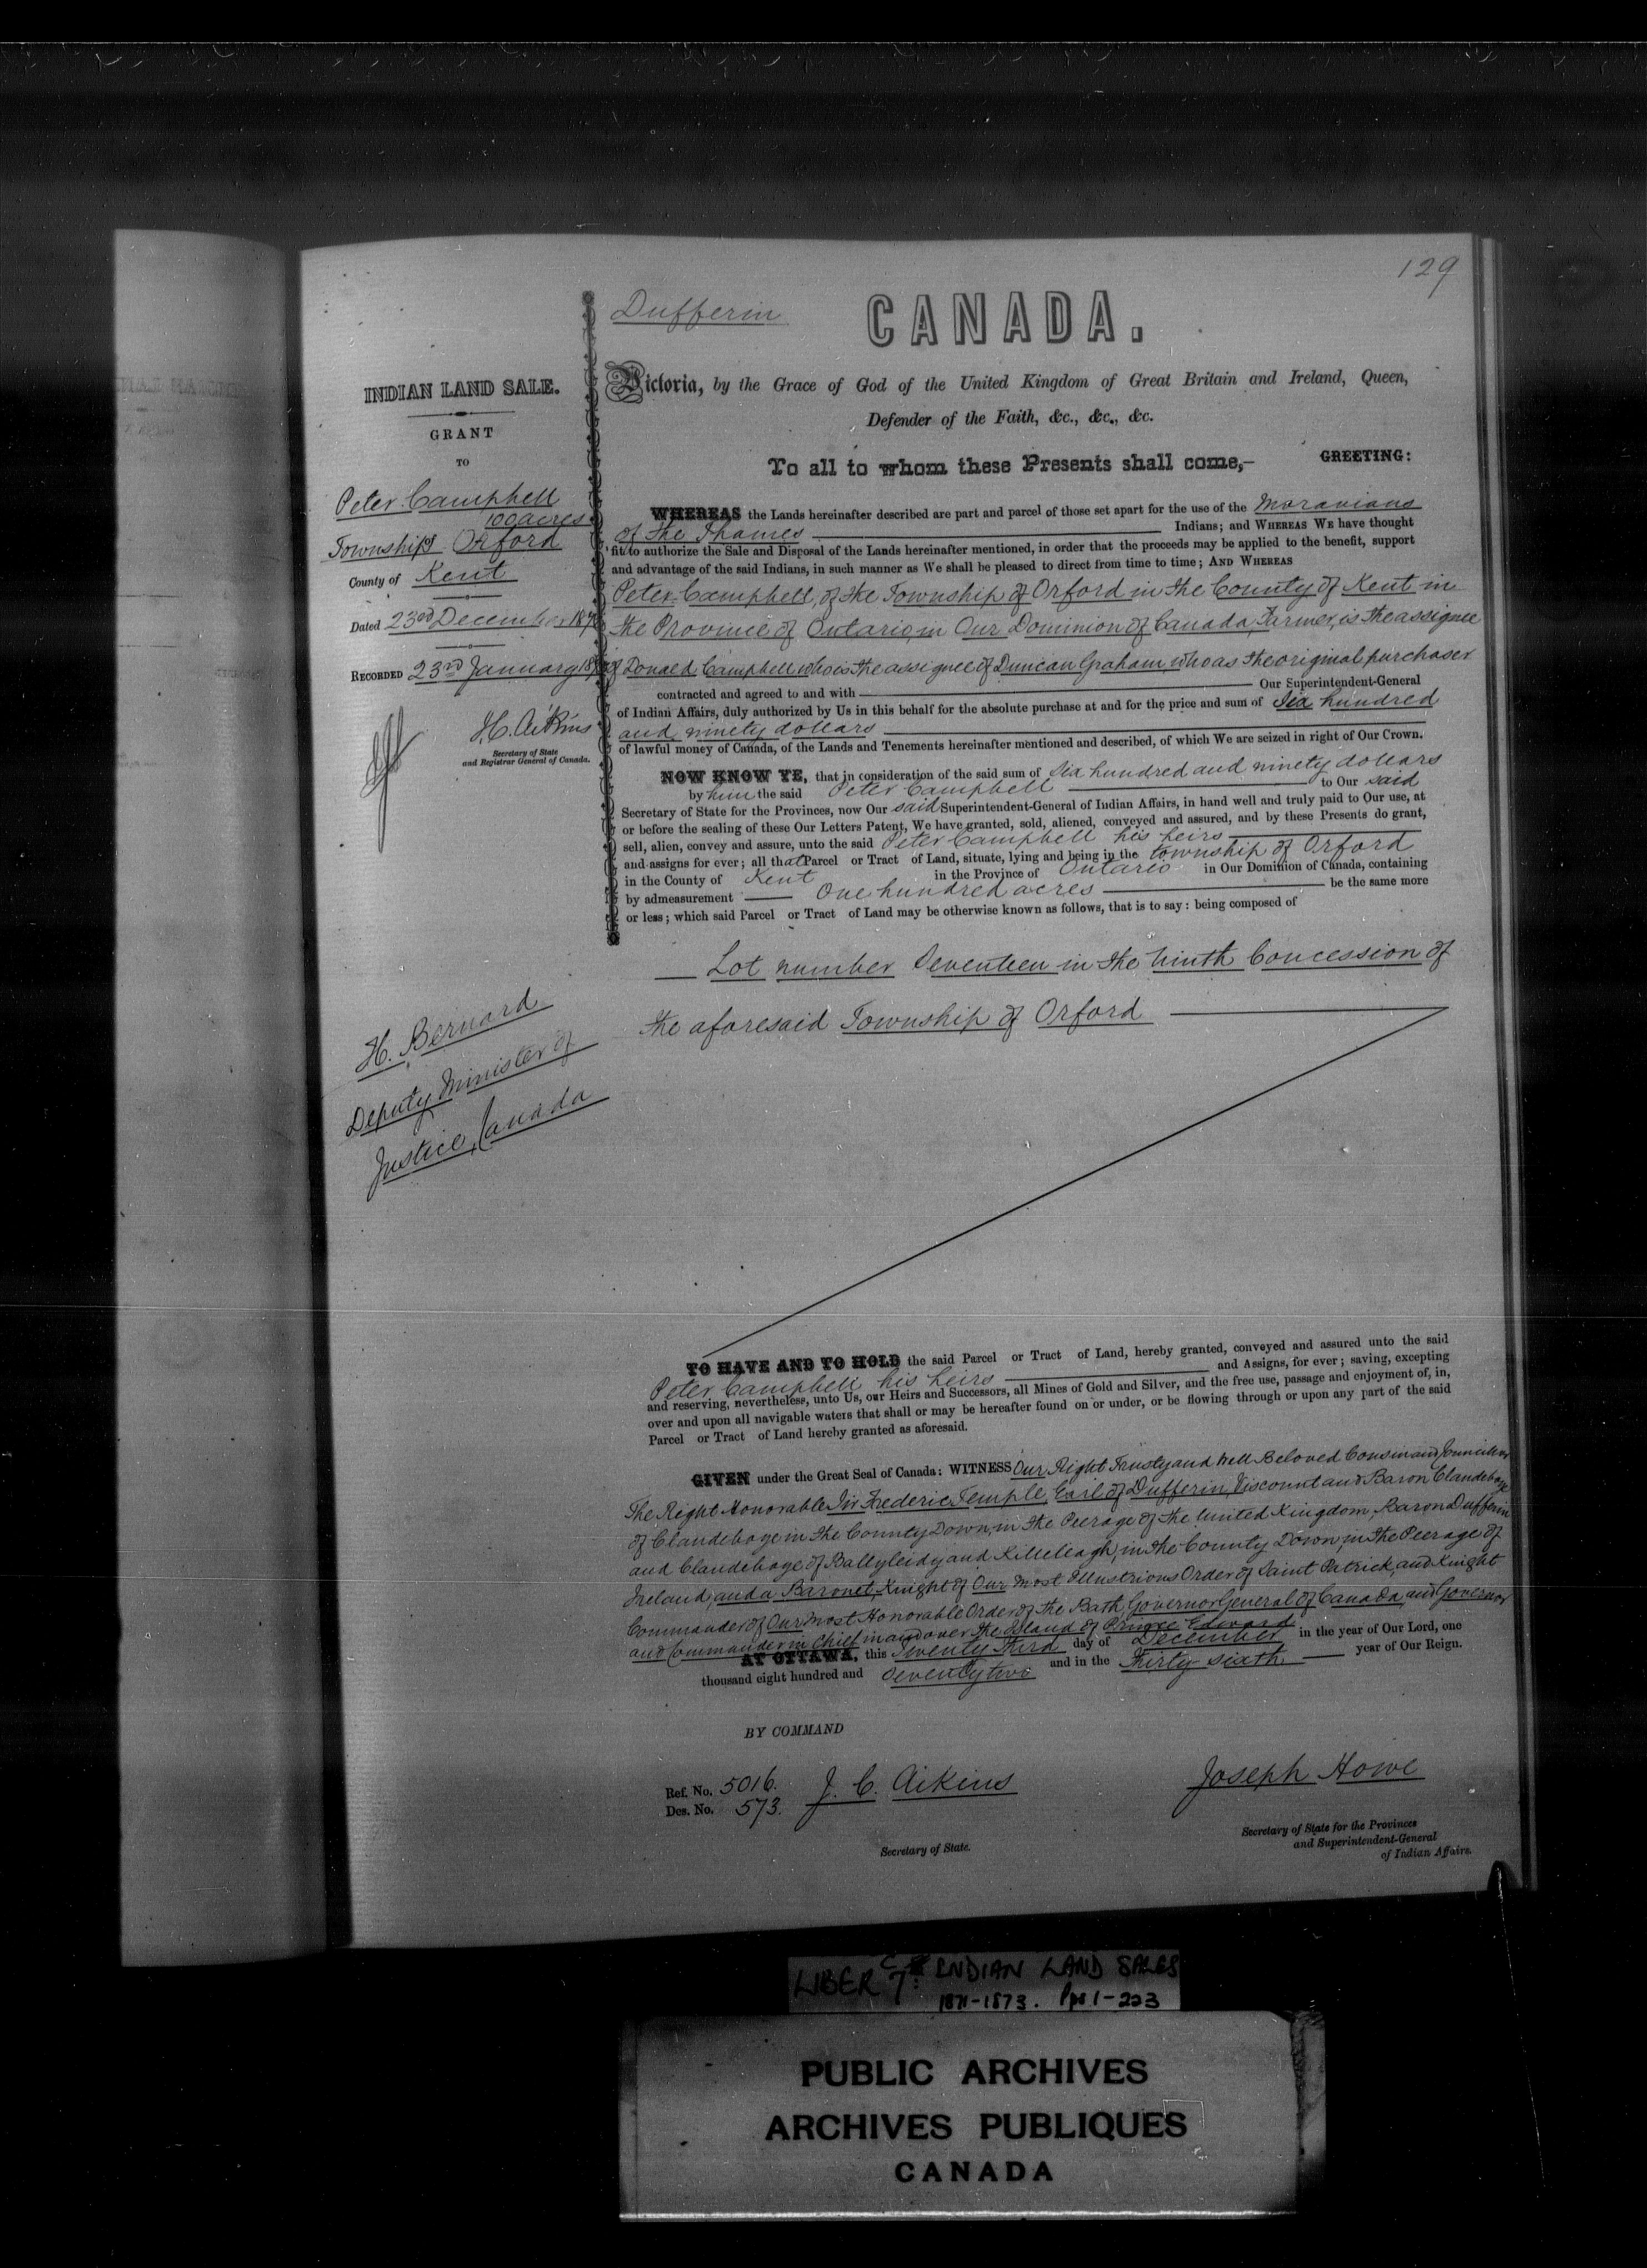 129
Dufferin
CANADA.
INDIAN LAND SALE.
GRANT
TO
Peter Campbell
100 acres
Township of Orford
County of Kent
Dated 23rd December 187
RECORDED 23rd January 18
J.C. Aikins
Secretary of State
and Registrar General of Canada.
H. Bernard
Deputy Minister of
Justice, Canada
Victoria, by the Grace of God of the United Kingdom of Great Britain and Ireland, Queen,
Defender of the Faith, &c., &c., &c.
To all to whom these Presents shall come,- GREETING:
WHEREAS the Lands hereinafter described are part and parcel of those set apart for the use of the Moravians
of the Thames Indians; and WHEREAS WE have thought
fit to authorize the Sale and Disposal of the Lands hereinafter mentioned, in order that the proceeds may be applied to the benefit, support
and advantage of the said Indians, in such manner as We shall be pleased to direct from time to time; AND WHEREAS
Peter Campbell, of the Township of Orford in the County of Kent in
the Province of Ontario in Our Dominion of Canada, Farmer, is the assignee
of Donald Campbell who is the assignee of Duncan Graham, who as the original purchaser
contracted and agreed to and with Our Superintendent-General
of Indian Affairs, duly authorized by Us in this behalf for the absolute purchase at and for the price and sum of Six hundred
and ninety dollars
of lawful money of Canada, of the Lands and Tenements hereinafter mentioned and described, of which We are seized in right of Our Crown.
NOW KNOW YE, that in consideration of the said sum of Six hundred and ninety dollars
by him the said Peter Campbell to Our said
Secretary of State for the Provinces, now Our said Superintendent-General of Indian Affairs, in hand well and truly paid to Our use, at
or before the sealing of these Our Letters Patent, We have granted, sold, aliened, conveyed and assured, and by these Presents do grant,
sell, alien, convey and assure, unto the said Peter Campbell his heirs
and assigns for ever; all that Parcel or Tract of Land, situate, lying and being in the township of Orford
in the County of Kent in the Province of Ontario in Our Dominion of Canada, containing
by admeasurement One hundred acres be the same more
or less; which said Parcel or Tract of Land may be otherwise known as follows, that is to say: being composed of
Lot number Seventeen in the Ninth Concession of
the aforesaid Township of Orford
TO HAVE AND TO HOLD the said Parcel or Tract of Land, hereby granted, conveyed and assured unto the said
Peter Campbell his heirs and Assigns, for ever; saving, excepting
and reserving, nevertheless, unto Us, our Heirs and Successors, all Mines of Gold and Silver, and the free use, passage and enjoyment of, in,
over and upon all navigable waters that shall or may be hereafter found on or under, or be flowing through or upon any part of the said
Parcel or Tract of Land hereby granted as aforesaid.
GIVEN under the Great Seal of Canada: WITNESS Our Right Trusty and Well Beloved Cousin and Councillor
The Right Honorable Sir Frederic Temple, Earl of Dufferin, Viscount and Baron Clandeboye
of Clandeboye in the County Down, in the Peerage of the United Kingdom, Baron Dufferin
and Clandeboye of Ballyleidy and Killeleagh, in the County Down, in the Peerage of
Ireland, and a Baronet, Knight of Our Most Illustrious Order of Saint Patrick, and Knight
Commander of Our Most Honorable Order of the Bath, Governor General of Canada, and Governor
and Commander in Chief in and over the Island of Prince Edward
AT OTTAWA, this Twenty third day of December in the year of Our Lord, one
thousand eight hundred and seventy two and in the Thirty sixth year of Our Reign.
BY COMMAND
Ref. No. 5016.
Des. No. 573.
J. C. Aikins
Secretary of State.
Joseph Howe
Secretary of State for the Provinces
and Superintendent-General
of Indian Affairs.
LIBER C 7: INDIAN LAND SALES
1871-1873. Pps 1-223
PUBLIC ARCHIVES
ARCHIVES PUBLIQUES
CANADA